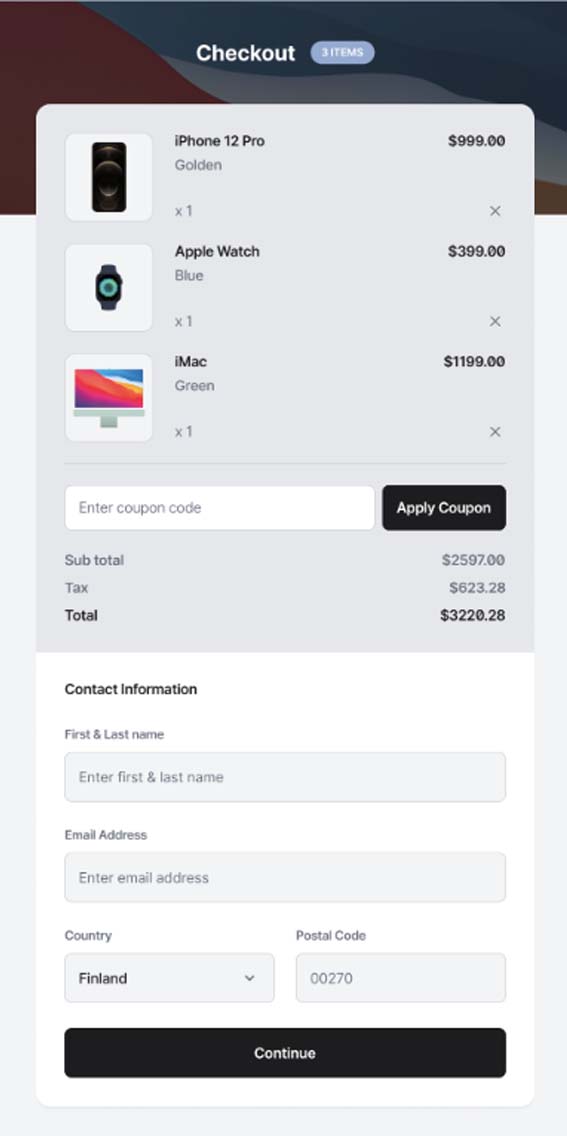 Checkout 3 ITEMS
iPhone 12 Pro $999.00
Golden
x 1 ×
Apple Watch $399.00
Blue
x 1 ×
iMac $1199.00
Green
x 1 ×
Enter coupon code Apply Coupon
Sub total $2597.00
Tax $623.28
Total $3220.28
Contact Information
First & Last name
Enter first & last name
Email Address
Enter email address
Country Postal Code
Finland 00270
Continue